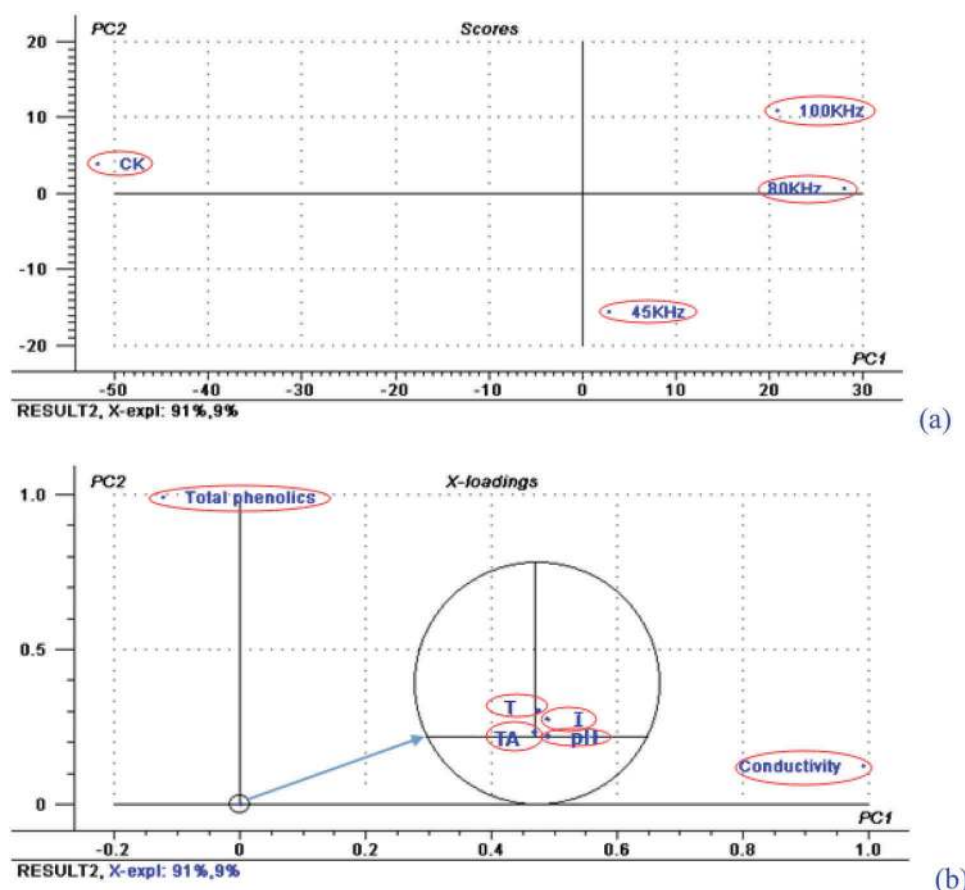 PC2 Scores
20
100KHz
10
CK
80KHz
0
-10
45KHz
-20
PC1
-50 -40 -30 -20 -10 0 10 20 30
RESULT2, X-expl: 91%,9%
(a)
PC2 X-loadings
1.0 Total phenolics
0.5
T I
TA pH
Conductivity
0
PC1
-0.2 0 0.2 0.4 0.6 0.8 1.0
RESULT2, X-expl: 91%,9%
(b)